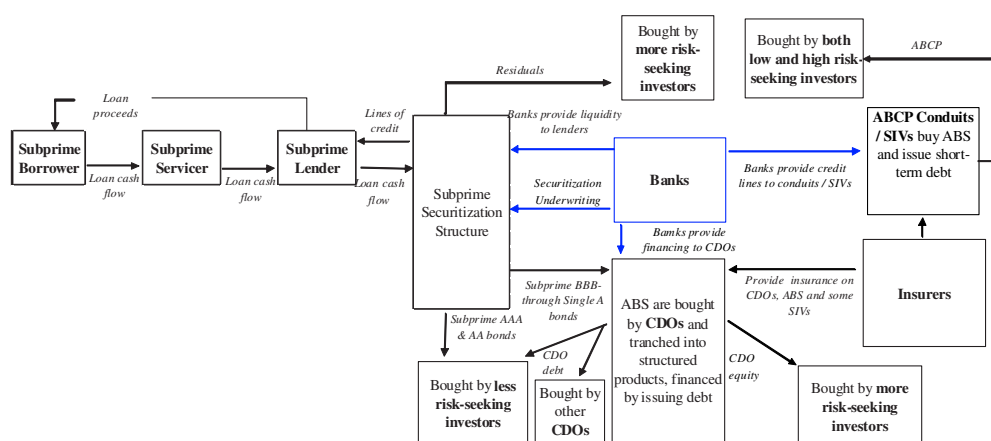 Bought by
more risk-
seeking
investors
Bought by both
low and high risk-
seeking investors
ABCP
Residuals
Loan
proceeds
Lines of
credit
Banks provide liquidity
to lenders
ABCP Conduits
/ SIVs buy ABS
and issue short-
term debt
Subprime
Borrower
Subprime
Servicer
Subprime
Lender
Loan cash
flow
Loan cash
flow
Loan cash
flow
Subprime
Securitization
Structure
Securitization
Underwriting
Banks
Banks provide credit
lines to conduits / SIVs
Banks provide
financing to CDOs
Subprime BBB-
through Single A
bonds
ABS are bought
by CDOs and
tranched into
structured
products, financed
by issuing debt
Provide insurance on
CDOs, ABS and some
SIVs
Insurers
Subprime AAA
& AA bonds
CDO
debt
CDO
equity
Bought by less
risk-seeking
investors
Bought by
other
CDOs
Bought by more
risk-seeking
investors